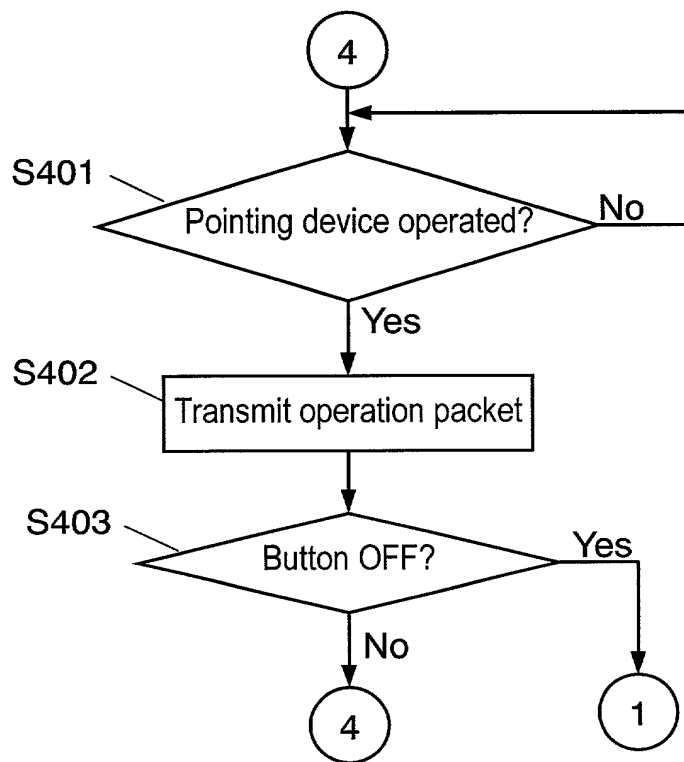 4
S401
Pointing device operated?
No
Yes
S402
Transmit operation packet
S403
Button OFF?
Yes
No
4
1